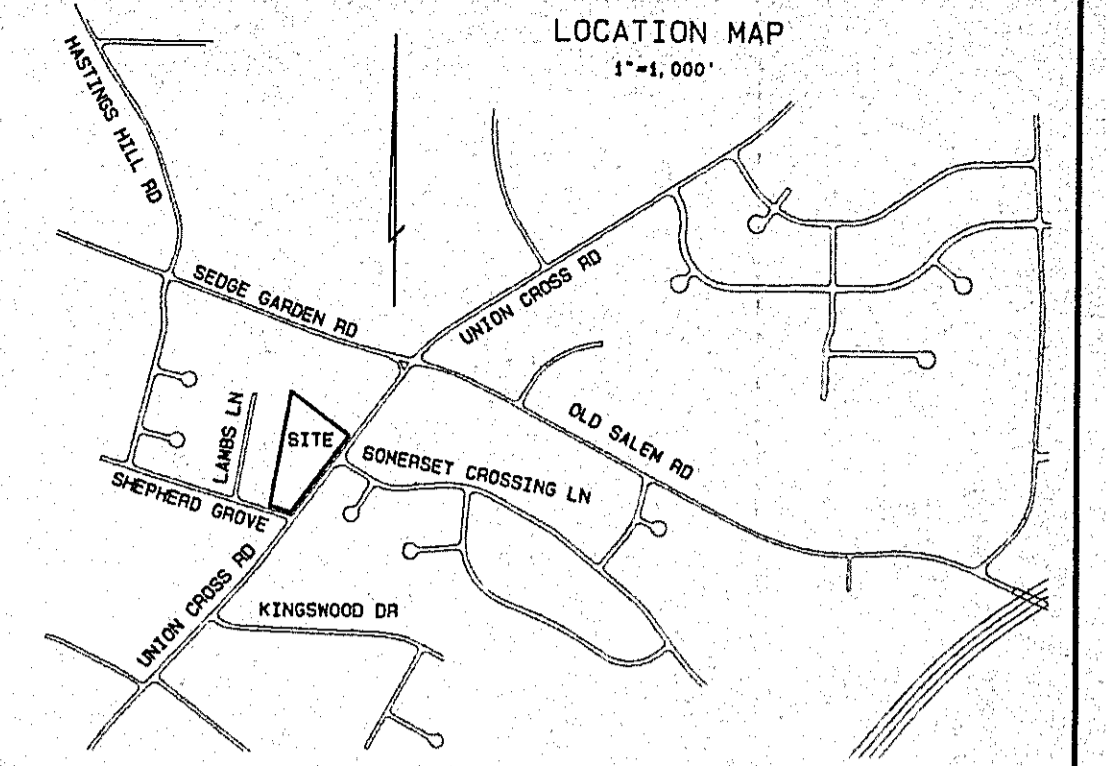 LOCATION MAP
1"=1,000'
HASTINGS HILL RD
SEDGE GARDEN RD
UNION CROSS RD
LAMBS LN
SITE
OLD SALEM RD
SOMERSET CROSSING LN
SHEPHERD GROVE
UNION CROSS RD
KINGSWOOD DR